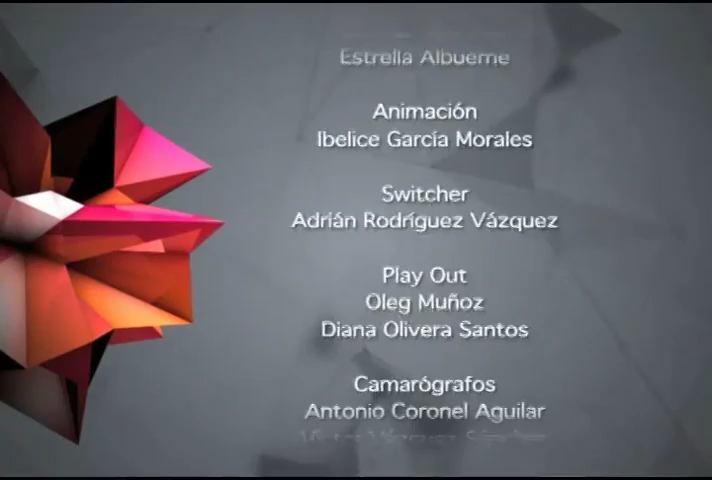 Estrella Albuerne
Animación
Ibelice García Morales
Switcher
Adrián Rodríguez Vázquez
Play Out
Oleg Muñoz
Diana Olivera Santos
Camarógrafos
Antonio Coronel Aguilar